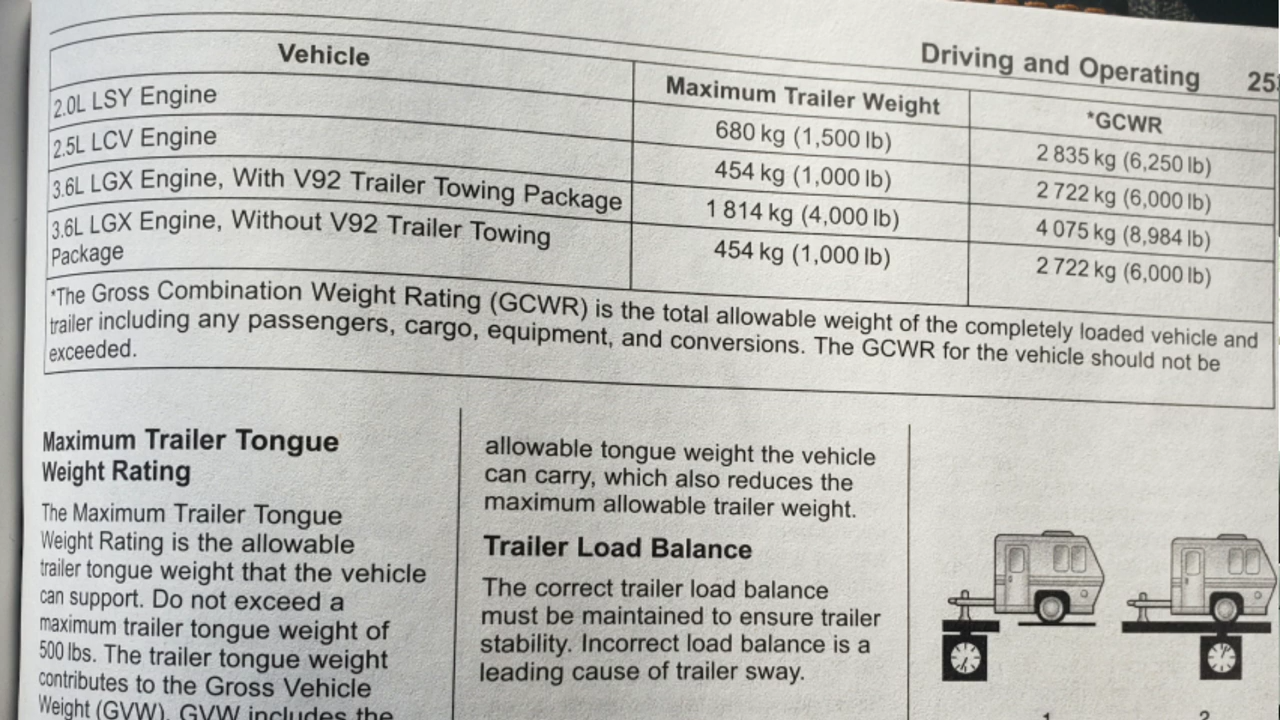 Driving and Operating 25
Vehicle Maximum Trailer Weight *GCWR
2.0L LSY Engine 680 kg (1,500 lb) 2 835 kg (6,250 lb)
2.5L LCV Engine 454 kg (1,000 lb) 2 722 kg (6,000 lb)
3.6L LGX Engine, With V92 Trailer Towing Package 1 814 kg (4,000 lb) 4 075 kg (8,984 lb)
3.6L LGX Engine, Without V92 Trailer Towing
Package 454 kg (1,000 lb) 2 722 kg (6,000 lb)
*The Gross Combination Weight Rating (GCWR) is the total allowable weight of the completely loaded vehicle and
trailer including any passengers, cargo, equipment, and conversions. The GCWR for the vehicle should not be
exceeded.
Maximum Trailer Tongue
Weight Rating
The Maximum Trailer Tongue
Weight Rating is the allowable
trailer tongue weight that the vehicle
can support. Do not exceed a
maximum trailer tongue weight of
500 lbs. The trailer tongue weight
contributes to the Gross Vehicle
Weight (GVW). GVW includes the
allowable tongue weight the vehicle
can carry, which also reduces the
maximum allowable trailer weight.
Trailer Load Balance
The correct trailer load balance
must be maintained to ensure trailer
stability. Incorrect load balance is a
leading cause of trailer sway.
1 2